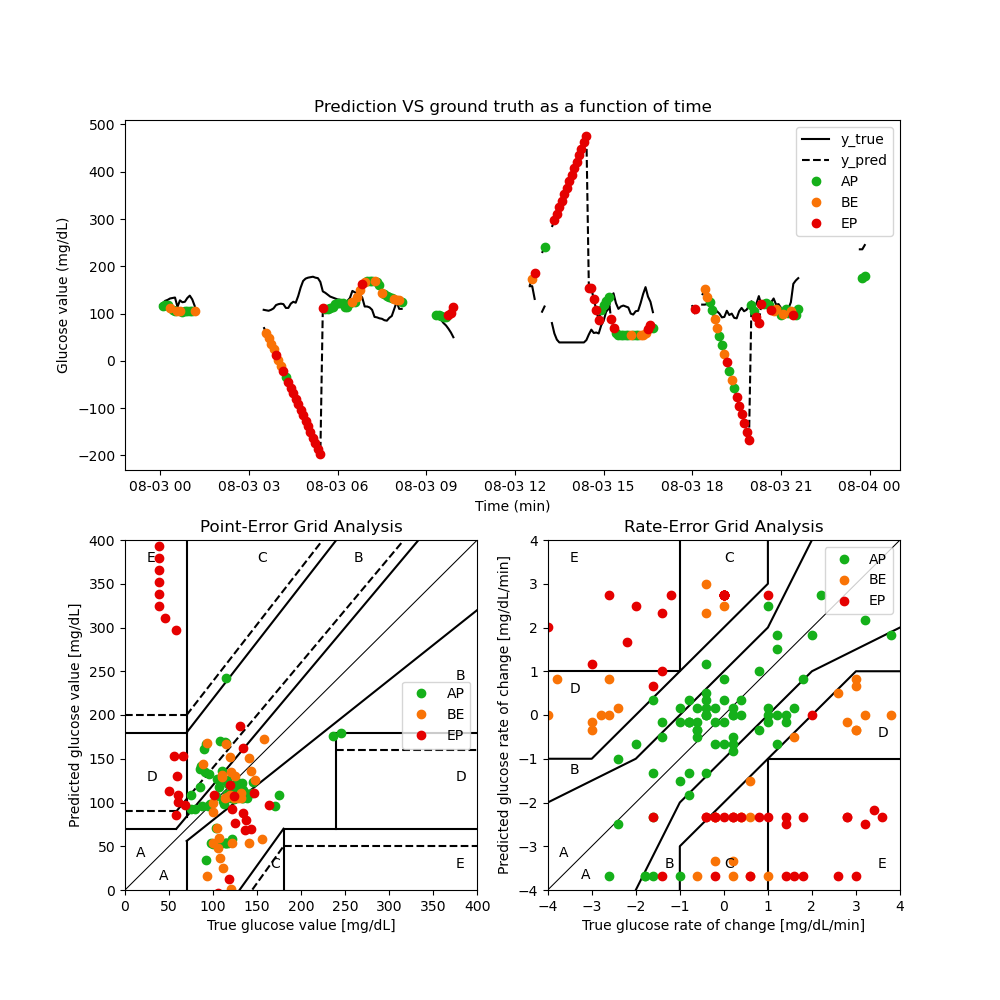 Prediction VS ground truth as a function of time
Glucose value (mg/dL)
500
400
300
200
100
0
−100
−200
y_true
y_pred
AP
BE
EP
08-03 00
08-03 03
08-03 06
08-03 09
08-03 12
08-03 15
08-03 18
08-03 21
08-04 00
Time (min)
Point-Error Grid Analysis
Predicted glucose value [mg/dL]
400
350
300
250
200
150
100
50
0
E
C
B
B
D
D
A
A
C
E
AP
BE
EP
0
50
100
150
200
250
300
350
400
True glucose value [mg/dL]
Rate-Error Grid Analysis
Predicted glucose rate of change [mg/dL/min]
4
3
2
1
0
−1
−2
−3
−4
E
C
D
D
B
A
A
B
C
E
AP
BE
EP
−4
−3
−2
−1
0
1
2
3
4
True glucose rate of change [mg/dL/min]